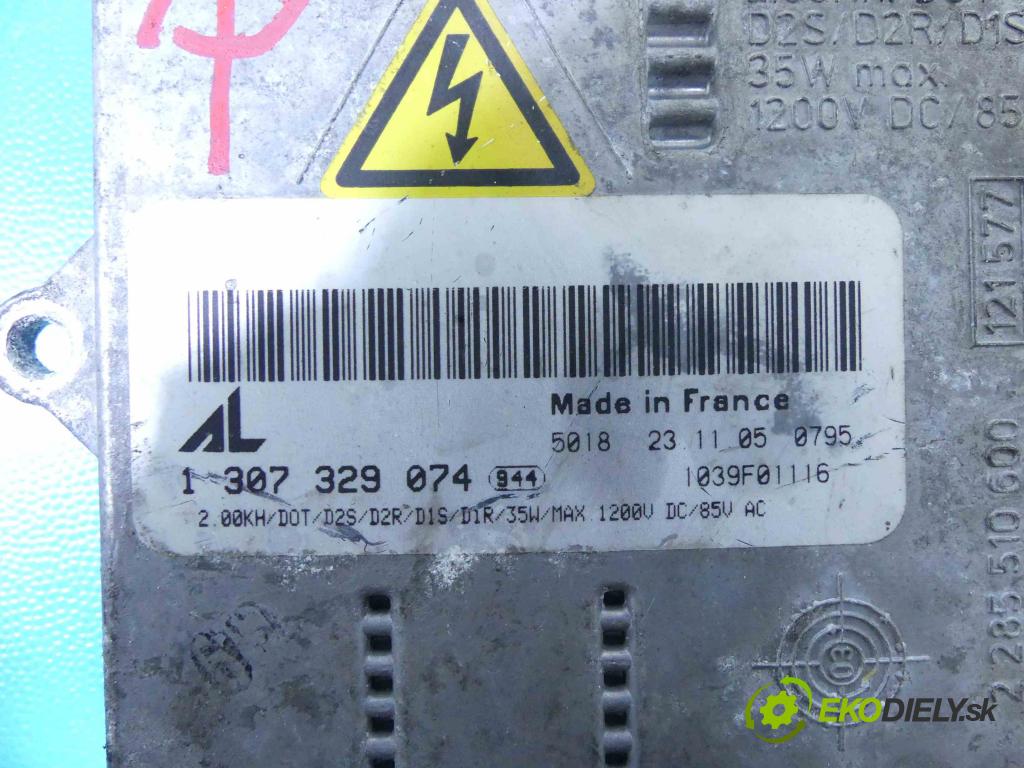 D2S/D2R/D1S
35W max.
1200V DC/85
121577
AL
Made in France
5018 23 11 05 0795
1 307 329 074 944
1039F01116
2.00KH/DOT/D2S/D2R/D1S/D1R/35W/MAX 1200V DC/85V AC
2 285 510 600
03
EKODIELY.sk